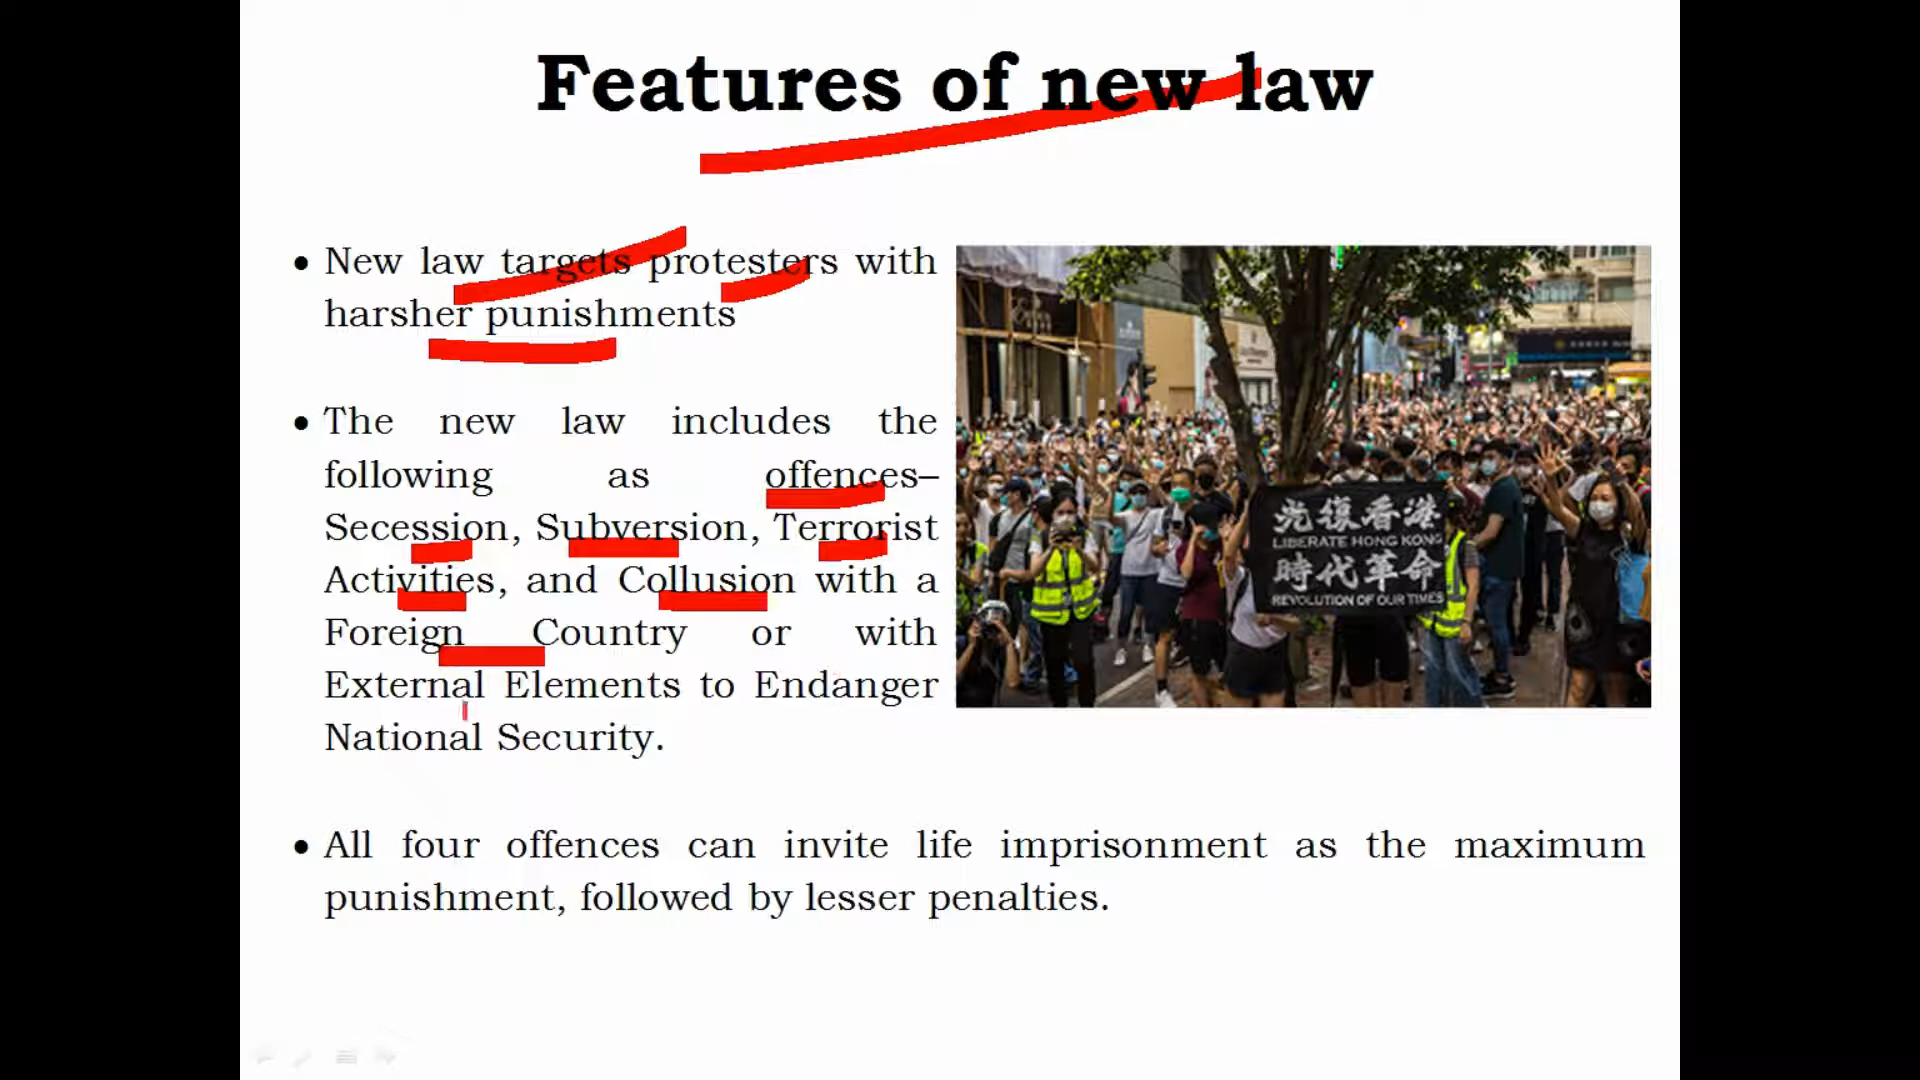 Features of new law
• New law targets protesters with
harsher punishments
• The new law includes the
following as offences–
Secession, Subversion, Terrorist
Activities, and Collusion with a
Foreign Country or with
External Elements to Endanger
National Security.
光復香港
LIBERATE HONG KONG
時代革命
REVOLUTION OF OUR TIMES
• All four offences can invite life imprisonment as the maximum
punishment, followed by lesser penalties.